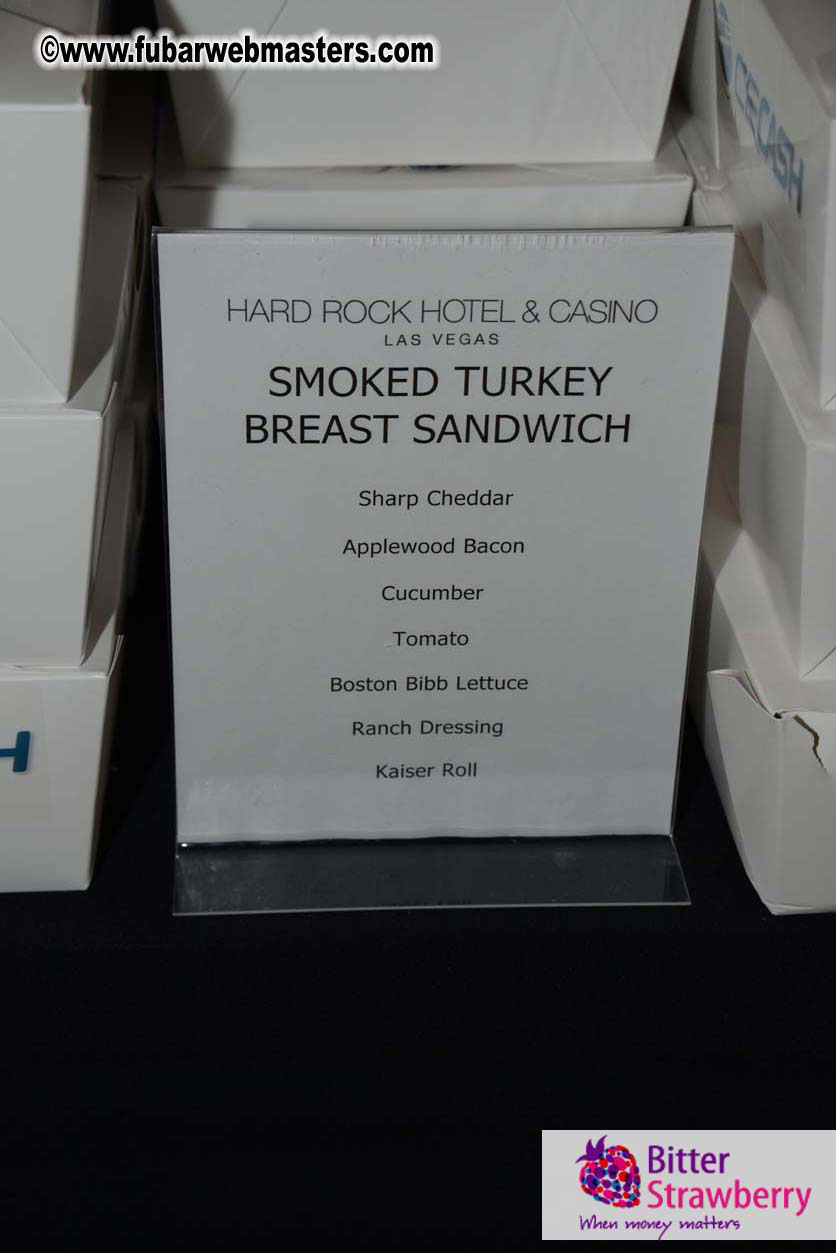 ©www.fubarwebmasters.com
CECASH
HARD ROCK HOTEL & CASINO
LAS VEGAS
SMOKED TURKEY
BREAST SANDWICH
Sharp Cheddar
Applewood Bacon
Cucumber
Tomato
Boston Bibb Lettuce
Ranch Dressing
Kaiser Roll
H
Bitter
Strawberry
When money matters